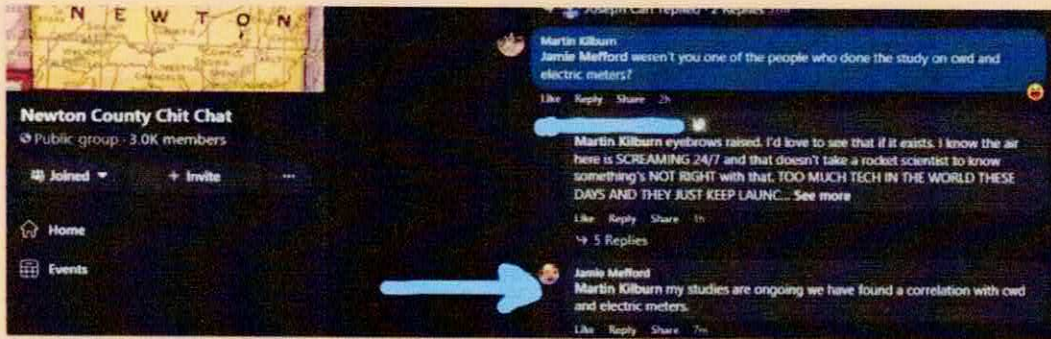 N E W T O N
Newton County Chit Chat
Public group · 3.0K members
Joined
+ Invite
...
Home
Events
Joseph Carr replied · 2 Replies
Martin Kilburn
Jamie Mefford weren't you one of the people who done the study on cwd and
electric meters?
Like Reply Share 2h
Martin Kilburn eyebrows raised. I'd love to see that if it exists. I know the air
here is SCREAMING 24/7 and that doesn't take a rocket scientist to know
something's NOT RIGHT with that. TOO MUCH TECH IN THE WORLD THESE
DAYS AND THEY JUST KEEP LAUNC... See more
Like Reply Share 1h
5 Replies
Jamie Mefford
Martin Kilburn my studies are ongoing we have found a correlation with cwd
and electric meters.
Like Reply Share 7m